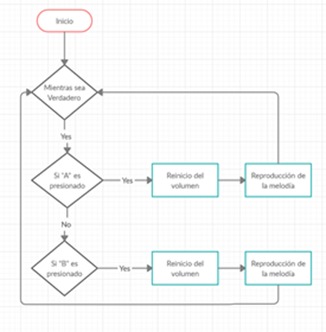 Inicio
Mientras sea
Verdadero
Yes
Si "A" es
presionado
Yes
Reinicio del
volumen
Reproducción de
la melodía
No
Si "B" es
presionado
Yes
Reinicio del
volumen
Reproducción de
la melodía